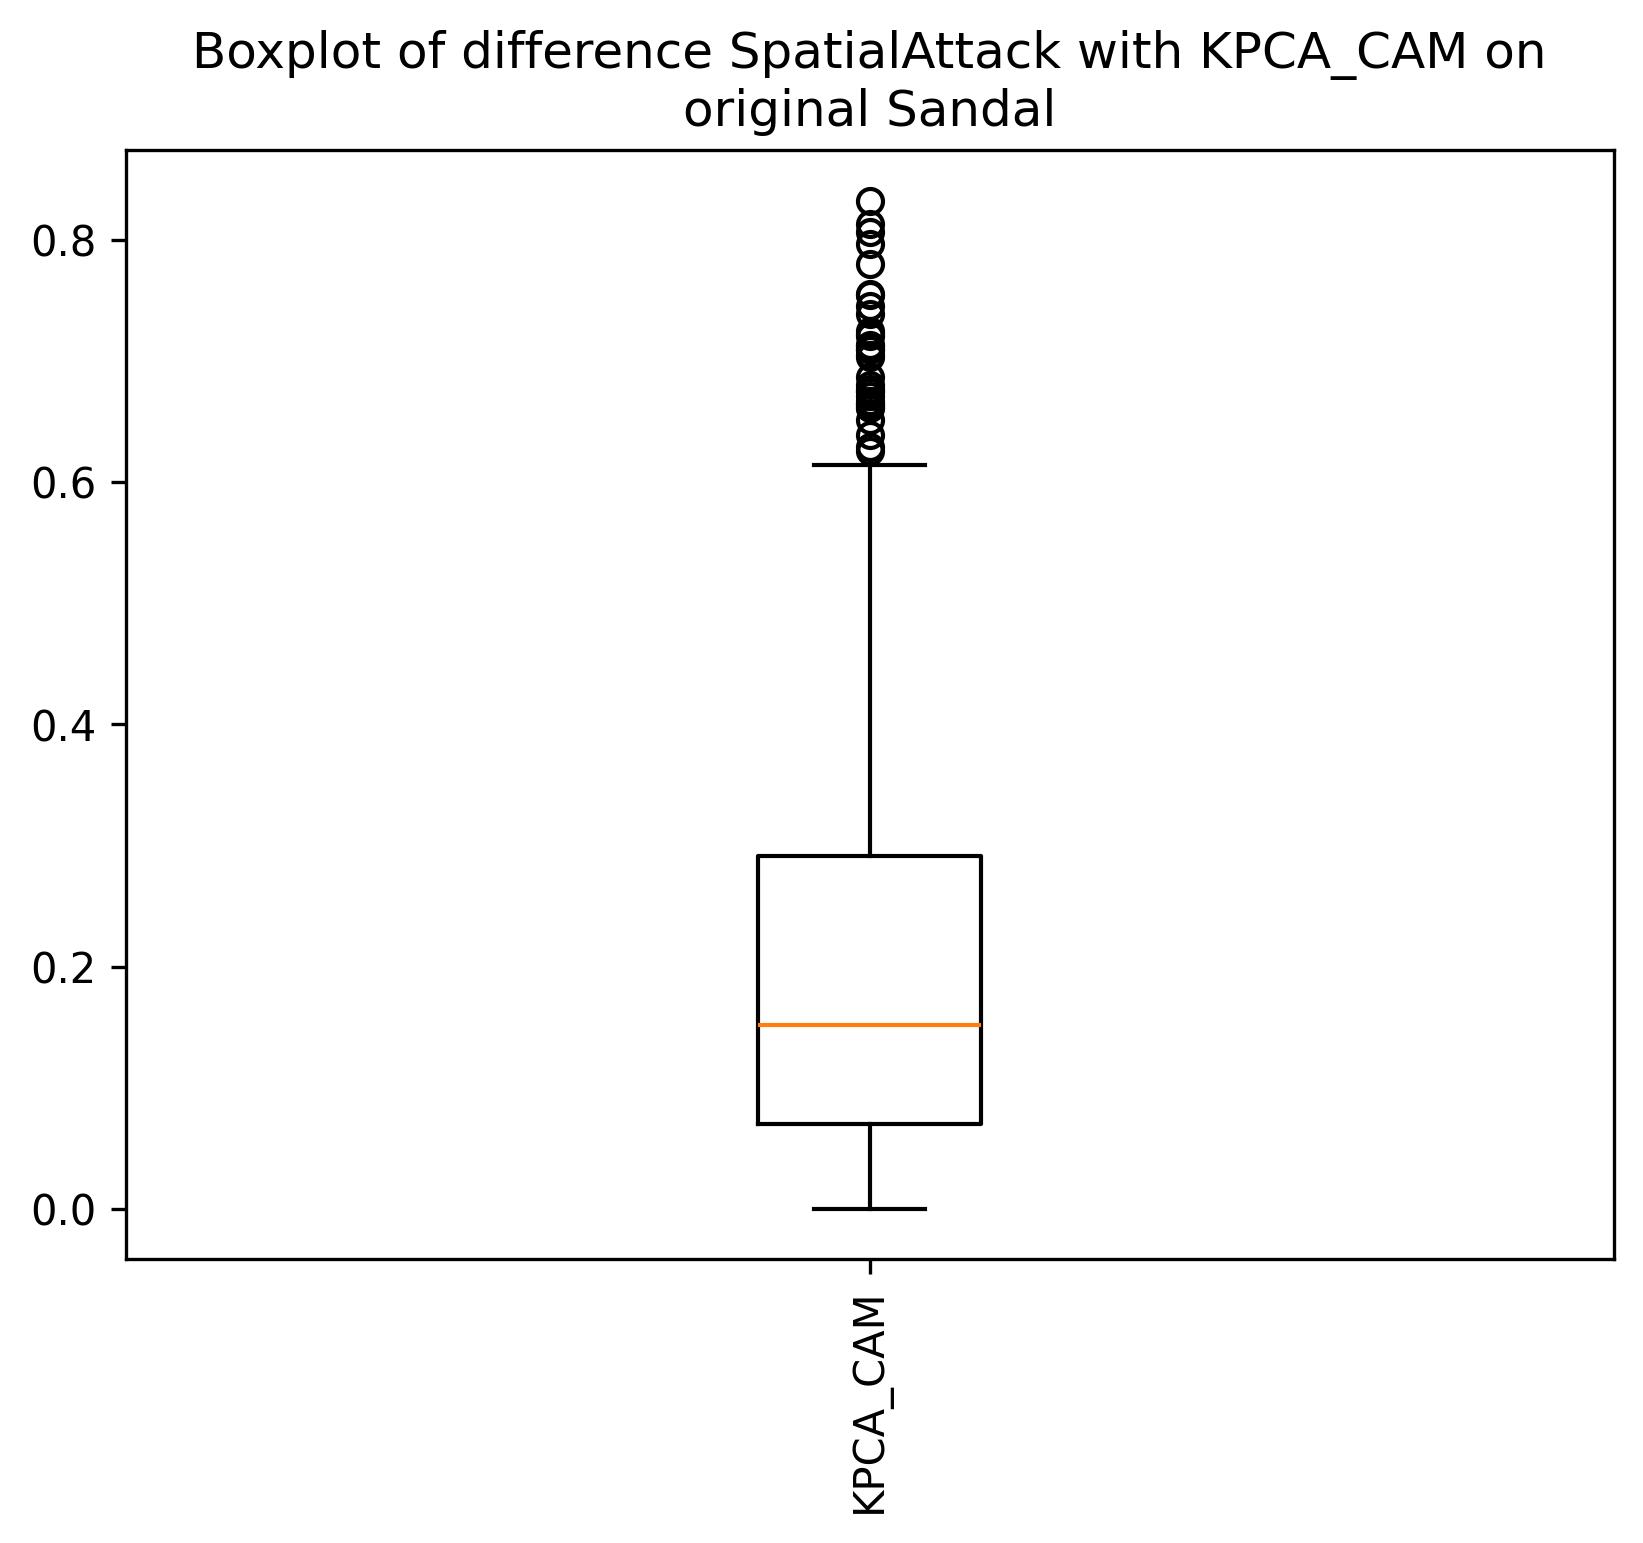 Boxplot of difference SpatialAttack with KPCA_CAM on
original Sandal
0.8
0.6
0.4
0.2
0.0
KPCA_CAM